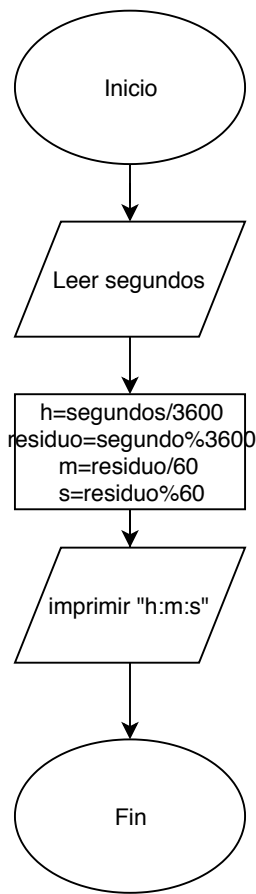 Inicio
Leer segundos
h=segundos/3600
residuo=segundo%3600
m=residuo/60
s=residuo%60
imprimir "h:m:s"
Fin